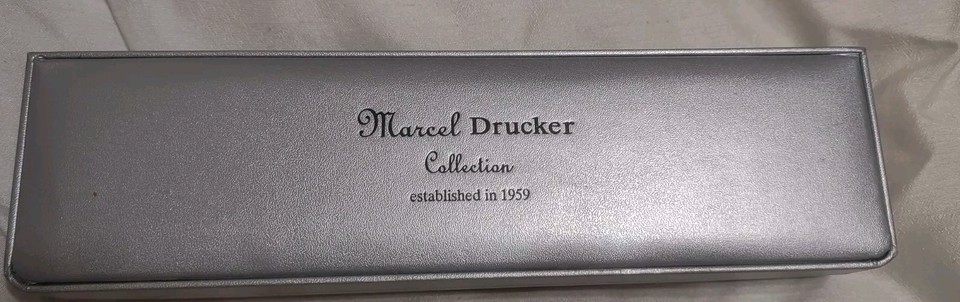 Marcel Drucker
Collection
established in 1959